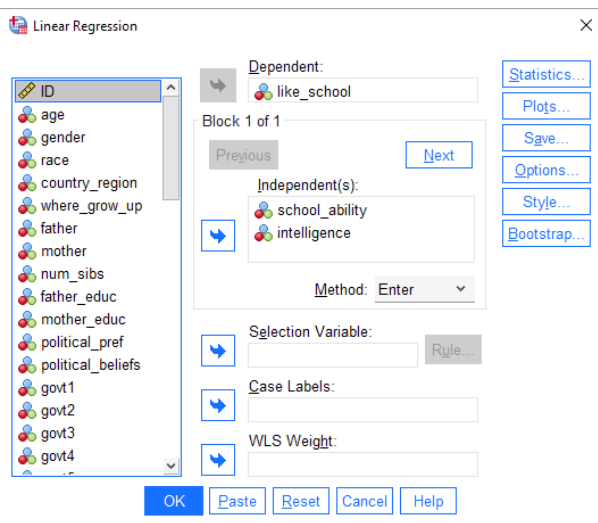 Linear Regression
ID
age
gender
race
country_region
where_grow_up
father
mother
num_sibs
father_educ
mother_educ
political_pref
political_beliefs
govt1
govt2
govt3
govt4
Dependent:
like_school
Block 1 of 1
Previous
Next
Independent(s):
school_ability
intelligence
Method: Enter
Selection Variable:
Rule...
Case Labels:
WLS Weight:
Statistics...
Plots...
Save...
Options...
Style...
Bootstrap...
OK Paste Reset Cancel Help